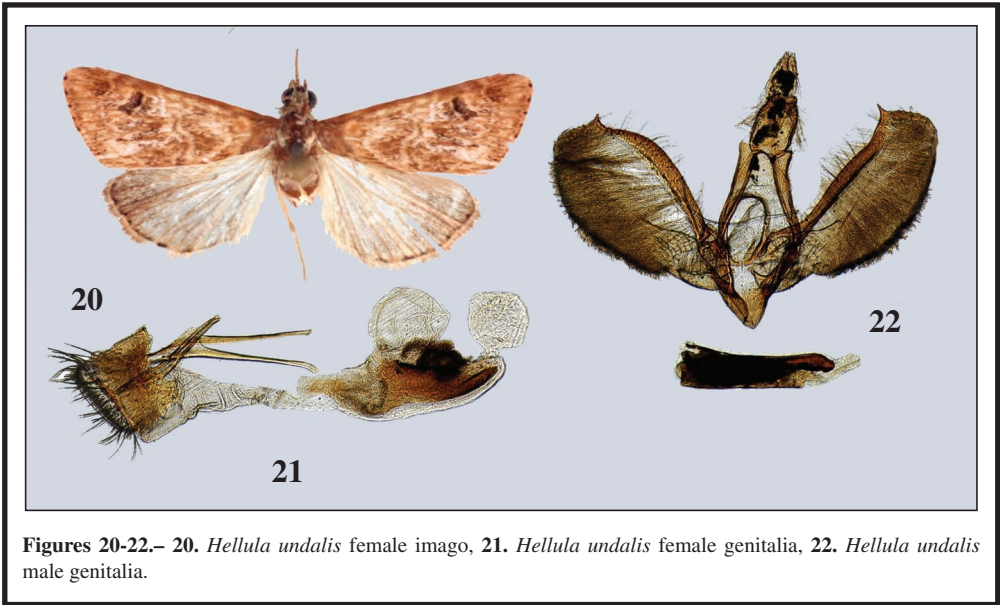 20
22
21
Figures 20-22.– 20. Hellula undalis female imago, 21. Hellula undalis female genitalia, 22. Hellula undalis
male genitalia.